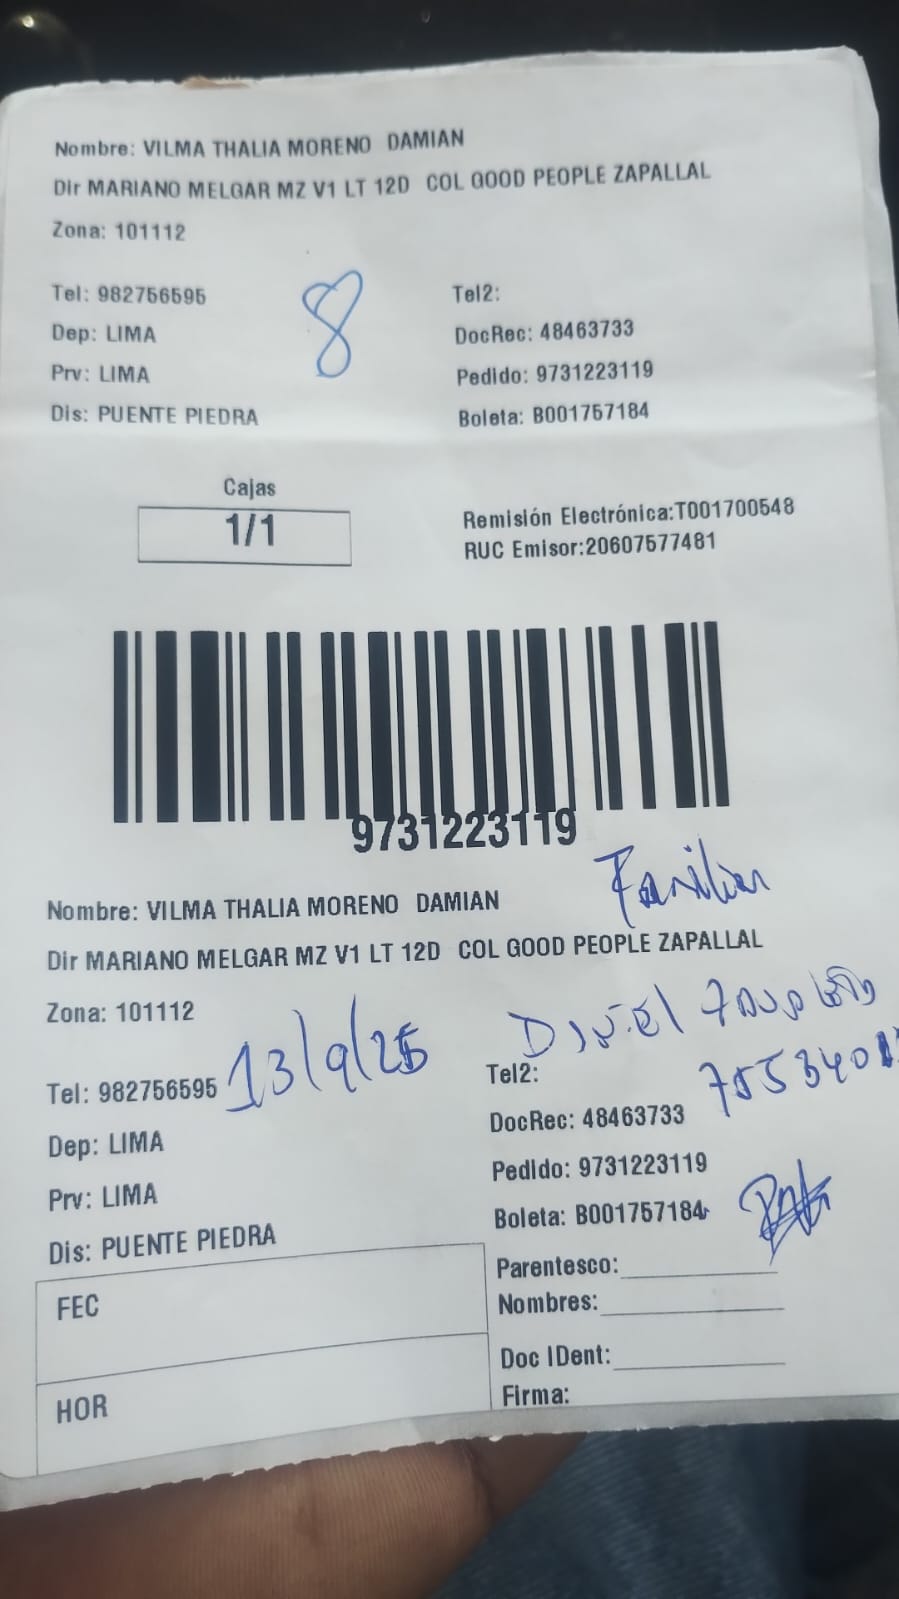 Nombre: VILMA THALIA MORENO DAMIAN
Dir MARIANO MELGAR MZ V1 LT 12D COL GOOD PEOPLE ZAPALLAL
Zona: 101112
Tel: 982756595
Tel2:
8
Dep: LIMA
DocRec: 48463733
Prv: LIMA
Pedido: 9731223119
Dis: PUENTE PIEDRA
Boleta: B001757184
Cajas
1/1
Remisión Electrónica:T001700548
RUC Emisor:20607577481
9731223119
Familiar
Nombre: VILMA THALIA MORENO DAMIAN
Dir MARIANO MELGAR MZ V1 LT 12D COL GOOD PEOPLE ZAPALLAL
Zona: 101112
13/9/25
Tel: 982756595
Tel2:
DocRec: 48463733
Dep: LIMA
Pedido: 9731223119
Prv: LIMA
Boleta: B001757184
Dis: PUENTE PIEDRA
Parentesco:
FEC
Nombres:
Doc IDent:
HOR
Firma: